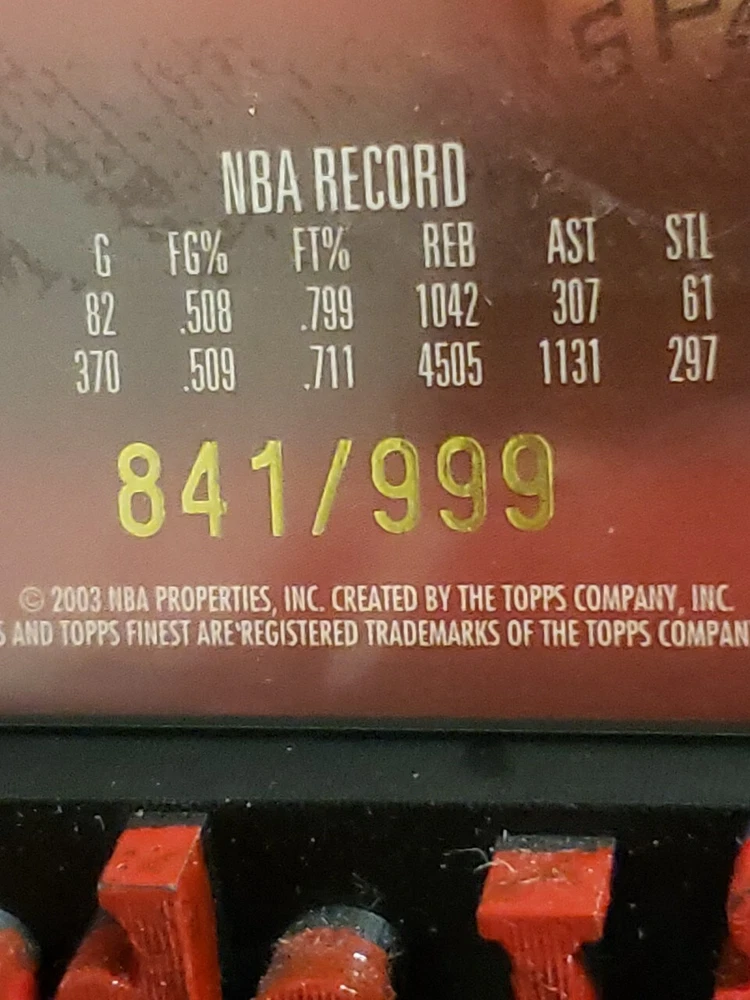 NBA RECORD
G FG% FT% REB AST STL
82 .508 .799 1042 307 61
370 .509 .711 4505 1131 297
841/999
© 2003 NBA PROPERTIES, INC. CREATED BY THE TOPPS COMPANY, INC.
S AND TOPPS FINEST ARE REGISTERED TRADEMARKS OF THE TOPPS COMPAN